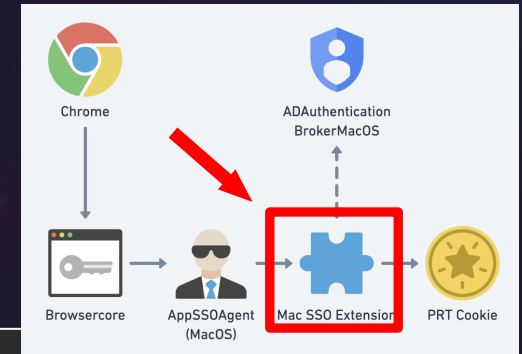 Chrome
ADAuthentication
BrokerMacOS
Browsercore
AppSSOAgent
(MacOS)
Mac SSO Extension
PRT Cookie